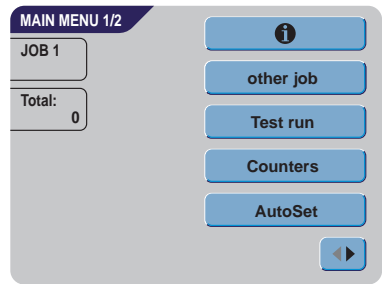 MAIN MENU 1/2
JOB 1
Total:
0
other job
Test run
Counters
AutoSet